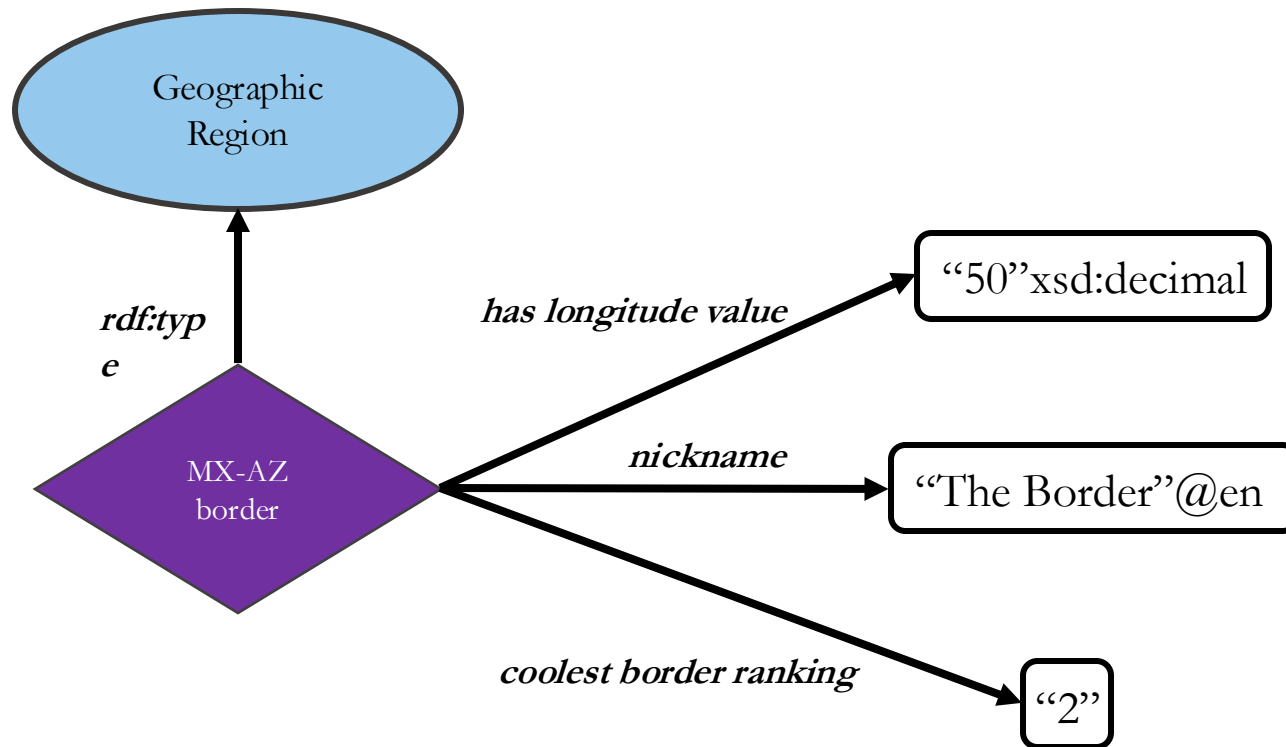 Geographic
Region
rdf:typ
e
has longitude value
“50”xsd:decimal
MX-AZ
border
nickname
“The Border”@en
coolest border ranking
“2”